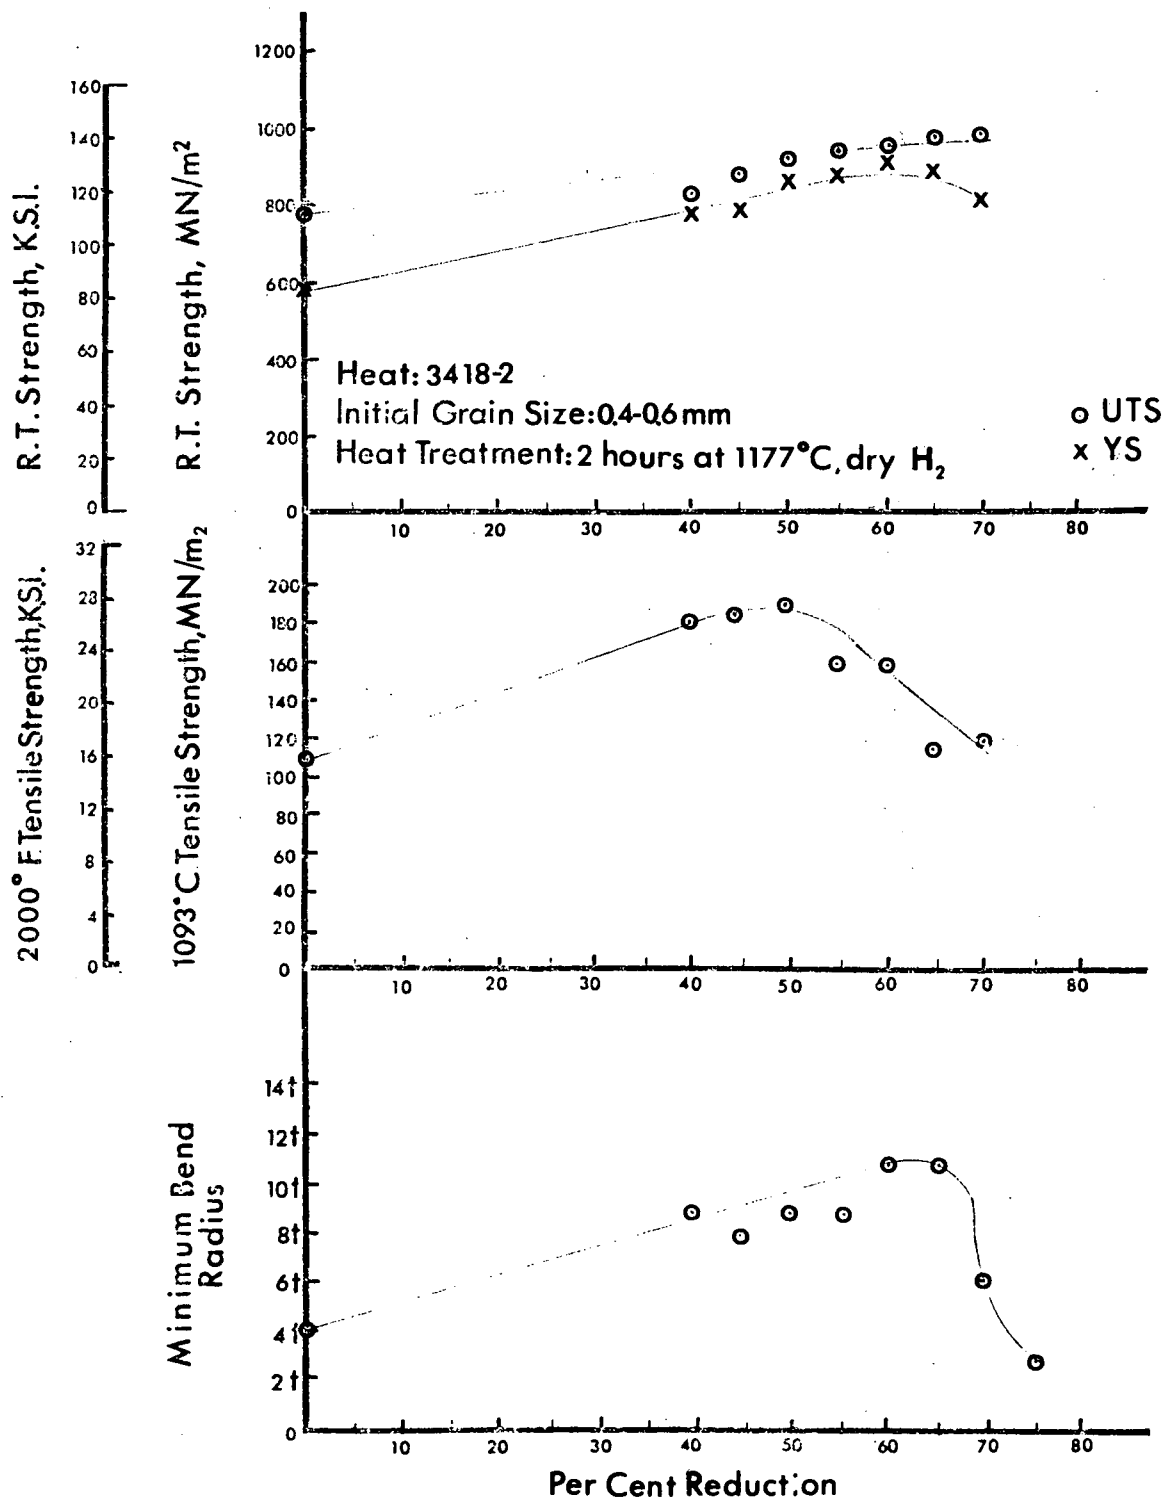 1200
1000
800
600
400
200
0
160
140
120
100
80
60
40
20
0
R.T. Strength, K.S.I.
R.T. Strength, MN/m²
Heat: 3418-2
Initial Grain Size: 0.4-0.6 mm
Heat Treatment: 2 hours at 1177°C, dry H₂
⊙ UTS
x YS
10 20 30 40 50 60 70 80
32
28
24
20
16
12
8
4
0
2000° F. Tensile Strength, K.S.I.
1093°C. Tensile Strength, MN/m₂
200
180
160
140
120
100
80
60
40
20
0
10 20 30 40 50 60 70 80
Minimum Bend
Radius
14t
12t
10t
8t
6t
4t
2t
0
10 20 30 40 50 60 70 80
Per Cent Reduction